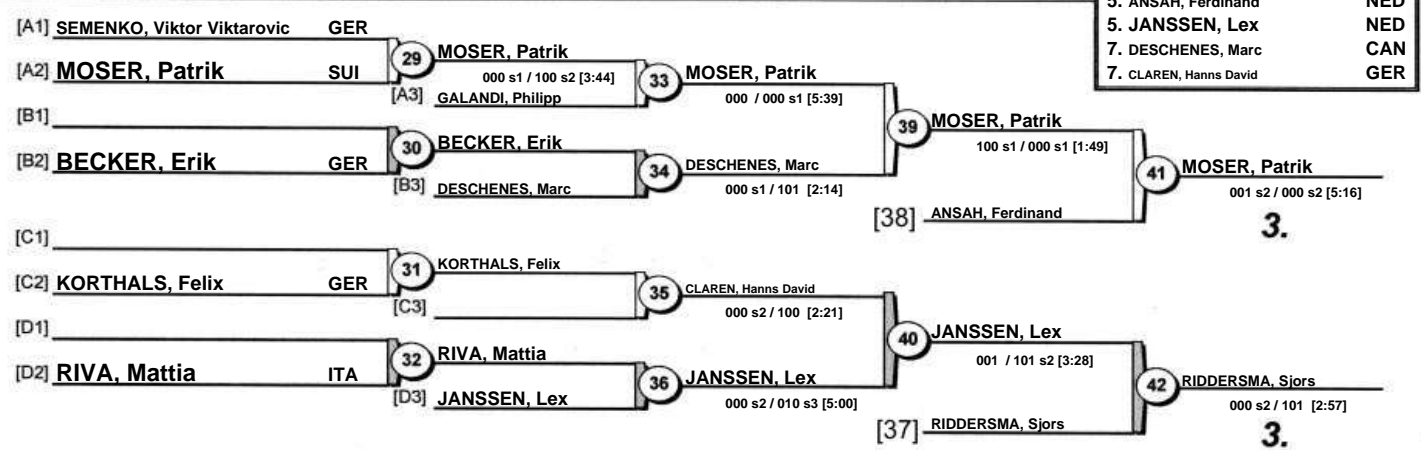 5. ANSAH, Ferdinand NED
5. JANSSEN, Lex NED
7. DESCHENES, Marc CAN
7. CLAREN, Hanns David GER
[A1] SEMENKO, Viktor Viktarovic GER
29 MOSER, Patrik
[A2] MOSER, Patrik SUI
000 s1 / 100 s2 [3:44]
[A3] GALANDI, Philipp
33 MOSER, Patrik
000 / 000 s1 [5:39]
[B1]
30 BECKER, Erik
[B2] BECKER, Erik GER
[B3] DESCHENES, Marc
34 DESCHENES, Marc
000 s1 / 101 [2:14]
39 MOSER, Patrik
100 s1 / 000 s1 [1:49]
[38] ANSAH, Ferdinand
41 MOSER, Patrik
001 s2 / 000 s2 [5:16]
3.
[C1]
31 KORTHALS, Felix
[C2] KORTHALS, Felix GER
[C3]
35 CLAREN, Hanns David
000 s2 / 100 [2:21]
[D1]
32 RIVA, Mattia
[D2] RIVA, Mattia ITA
[D3] JANSSEN, Lex
36 JANSSEN, Lex
000 s2 / 010 s3 [5:00]
40 JANSSEN, Lex
001 / 101 s2 [3:28]
[37] RIDDERSMA, Sjors
42 RIDDERSMA, Sjors
000 s2 / 101 [2:57]
3.